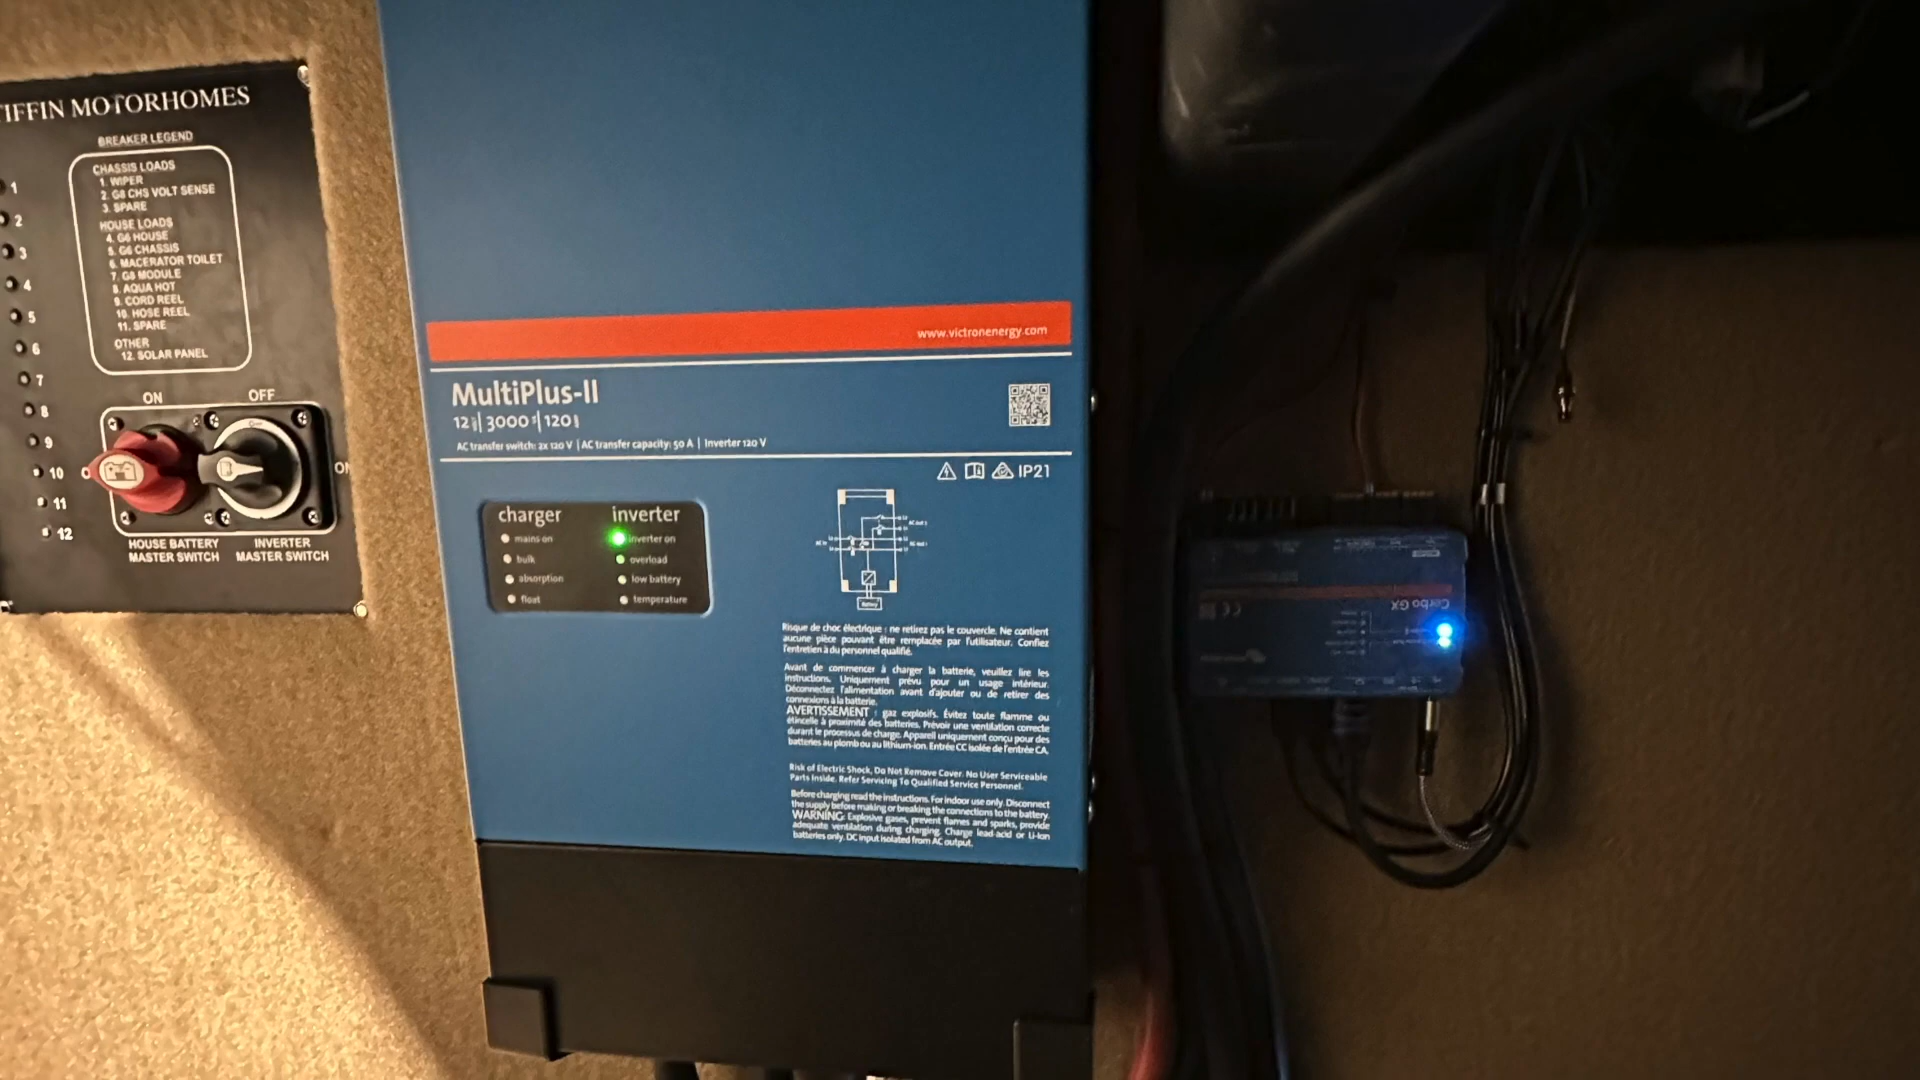 TIFFIN MOTORHOMES
BREAKER LEGEND
CHASSIS LOADS
1. WIPER
2. G8 CHS VOLT SENSE
3. SPARE
HOUSE LOADS
4. G6 HOUSE
5. G6 CHASSIS
6. MACERATOR TOILET
7. G9 MODULE
8. AQUA HOT
9. CORD REEL
10. HOSE REEL
11. SPARE
OTHER
12. SOLAR PANEL
1
2
3
4
5
6
7
8
9
10
11
12
ON
OFF
ON
HOUSE BATTERY
MASTER SWITCH
INVERTER
MASTER SWITCH
www.victronenergy.com
MultiPlus-II
12 | 3000 | 120
AC transfer switch: 2x 120 V | AC transfer capacity: 50 A | Inverter 120 V
IP21
charger
mains on
bulk
absorption
float
inverter
inverter on
overload
low battery
temperature
Battery
Risque de choc électrique : ne retirez pas le couvercle. Ne contient
aucune pièce pouvant être remplacée par l'utilisateur. Confiez
l'entretien à du personnel qualifié.
Avant de commencer à charger la batterie, veuillez lire les
instructions. Uniquement prévu pour un usage intérieur.
Déconnectez l'alimentation avant d'ajouter ou de retirer des
connexions à la batterie.
AVERTISSEMENT : gaz explosifs. Évitez toute flamme ou
étincelle à proximité des batteries. Prévoir une ventilation correcte
durant le processus de charge. Appareil uniquement conçu pour des
batteries au plomb ou au lithium-ion. Entrée CC isolée de l'entrée CA.
Risk of Electric Shock, Do Not Remove Cover. No User Serviceable
Parts Inside. Refer Servicing To Qualified Service Personnel.
Before charging read the instructions. For indoor use only. Disconnect
the supply before making or breaking the connections to the battery.
WARNING: Explosive gases, prevent flames and sparks, provide
adequate ventilation during charging. Charge lead-acid or Li-Ion
batteries only. DC input isolated from AC output.
Cerbo GX